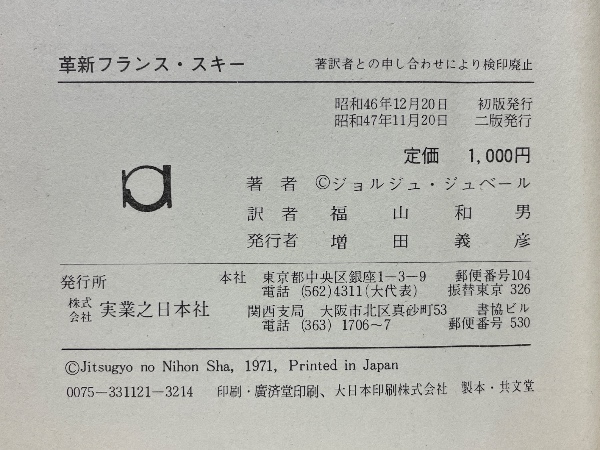 革新フランス・スキー　著訳者との申し合わせにより検印廃止
昭和46年12月20日　初版発行
昭和47年11月20日　二版発行
定価　1,000円
著者　©ジョルジュ・ジュベール
訳者　福山和男
発行者　増田義彦
発行所
株式会社　実業之日本社
本社　東京都中央区銀座1-3-9　郵便番号104
電話 (562)4311(大代表)　振替東京 326
関西支局　大阪市北区真砂町53　書協ビル
電話 (363) 1706~7　郵便番号 530
©Jitsugyo no Nihon Sha, 1971, Printed in Japan
0075-331121-3214　印刷・廣済堂印刷、大日本印刷株式会社　製本・共文堂